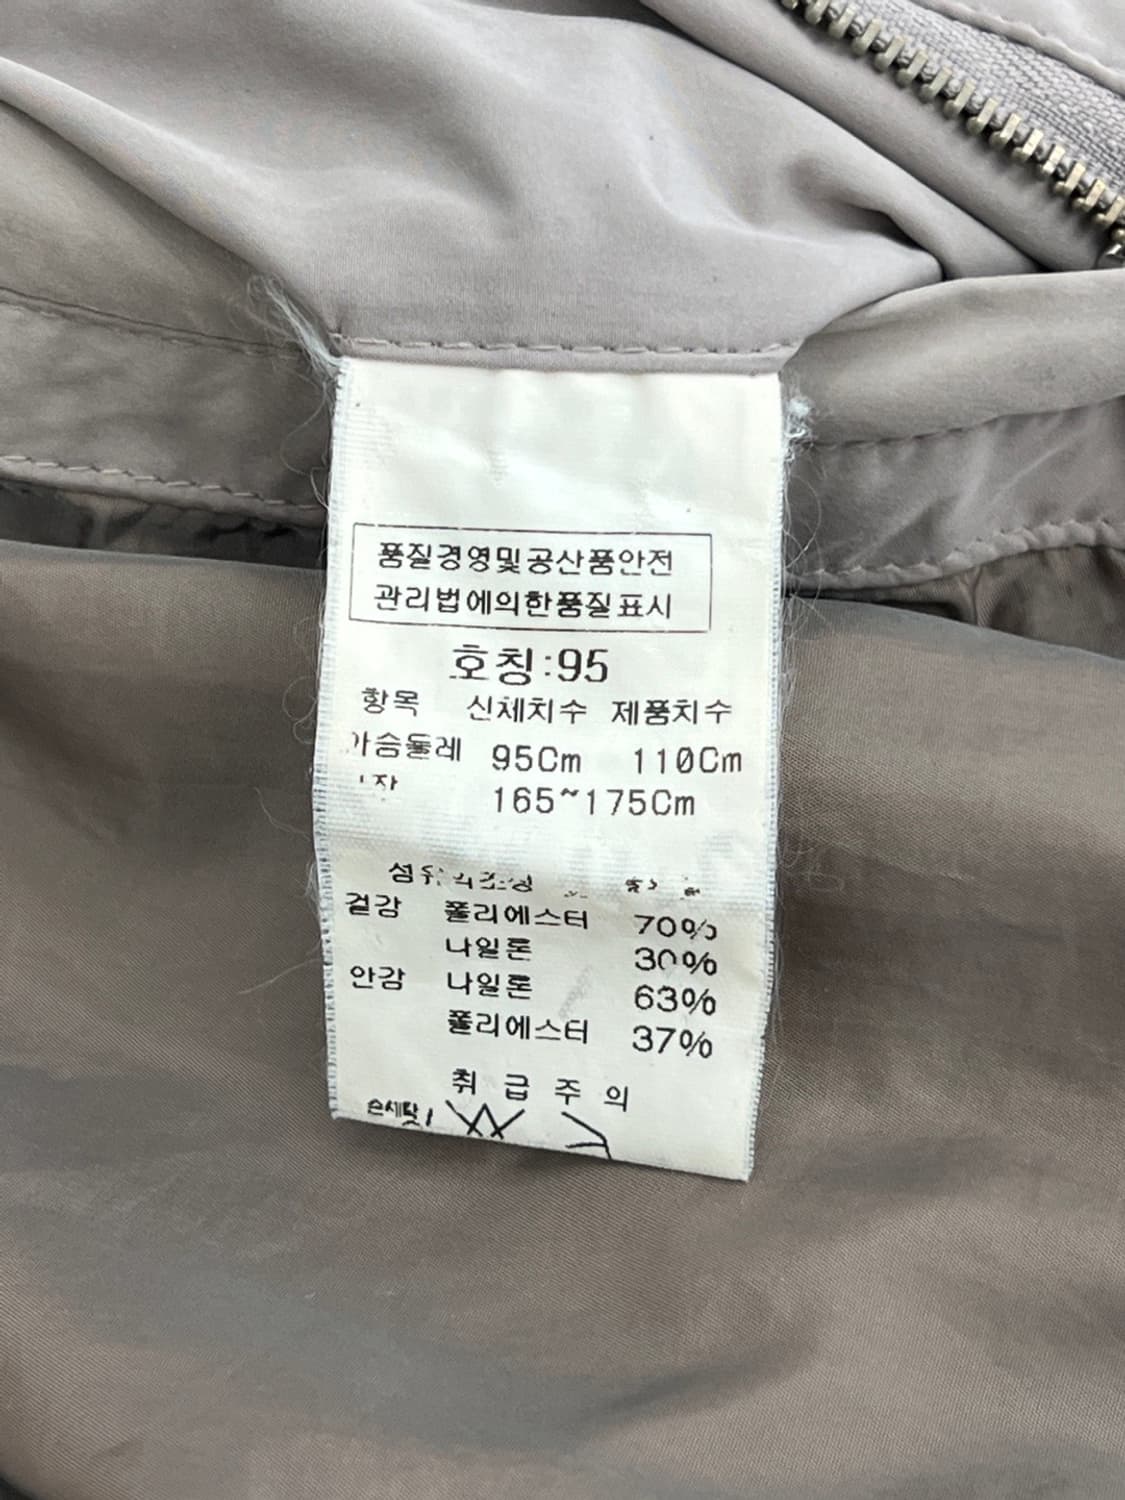 품질경영및공산품안전
관리법에의한품질표시
호칭:95
항목 신체치수 제품치수
가슴둘레 95Cm 110Cm
165~175Cm
겉감 폴리에스터 70%
나일론 30%
안감 나일론 63%
폴리에스터 37%
취급주의